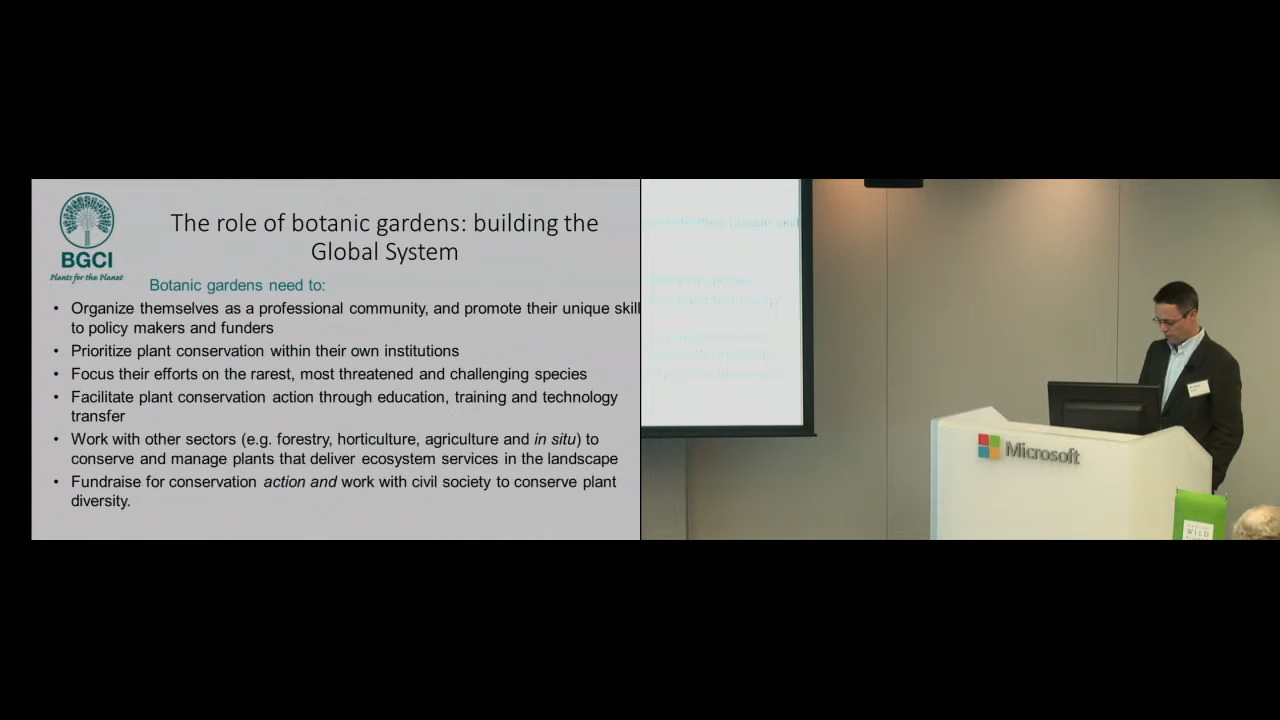 BGCI
Plants for the Planet
The role of botanic gardens: building the
Global System
Botanic gardens need to:
• Organize themselves as a professional community, and promote their unique skill
to policy makers and funders
• Prioritize plant conservation within their own institutions
• Focus their efforts on the rarest, most threatened and challenging species
• Facilitate plant conservation action through education, training and technology
transfer
• Work with other sectors (e.g. forestry, horticulture, agriculture and in situ) to
conserve and manage plants that deliver ecosystem services in the landscape
• Fundraise for conservation action and work with civil society to conserve plant
diversity.
Microsoft
WILD